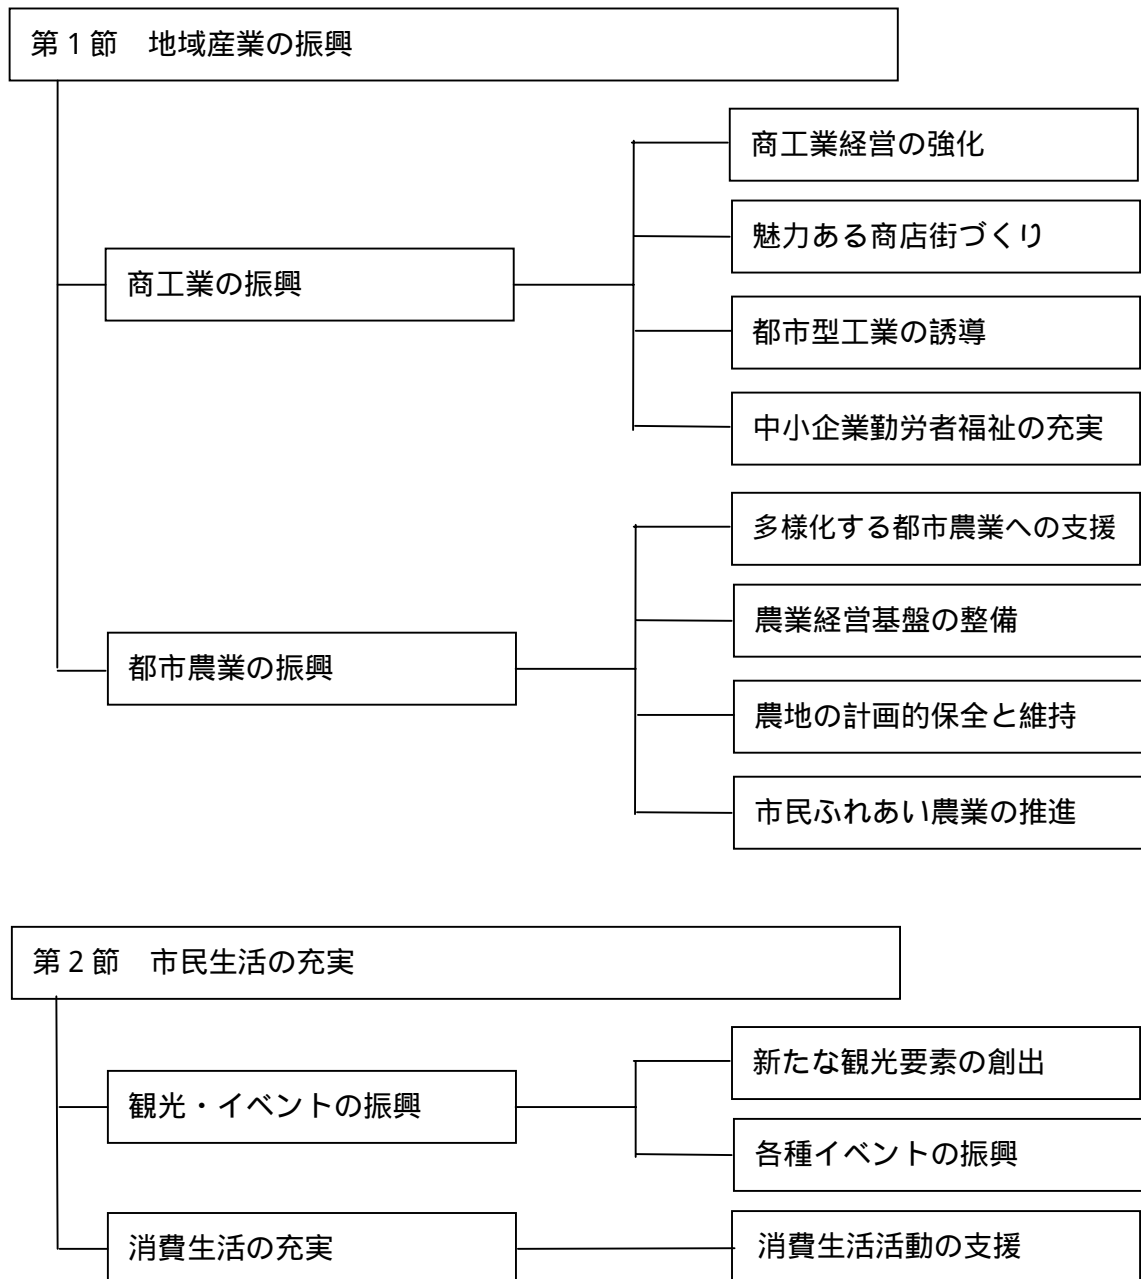 第1節　地域産業の振興
商工業の振興
商工業経営の強化
魅力ある商店街づくり
都市型工業の誘導
中小企業勤労者福祉の充実
都市農業の振興
多様化する都市農業への支援
農業経営基盤の整備
農地の計画的保全と維持
市民ふれあい農業の推進
第2節　市民生活の充実
観光・イベントの振興
新たな観光要素の創出
各種イベントの振興
消費生活の充実
消費生活活動の支援